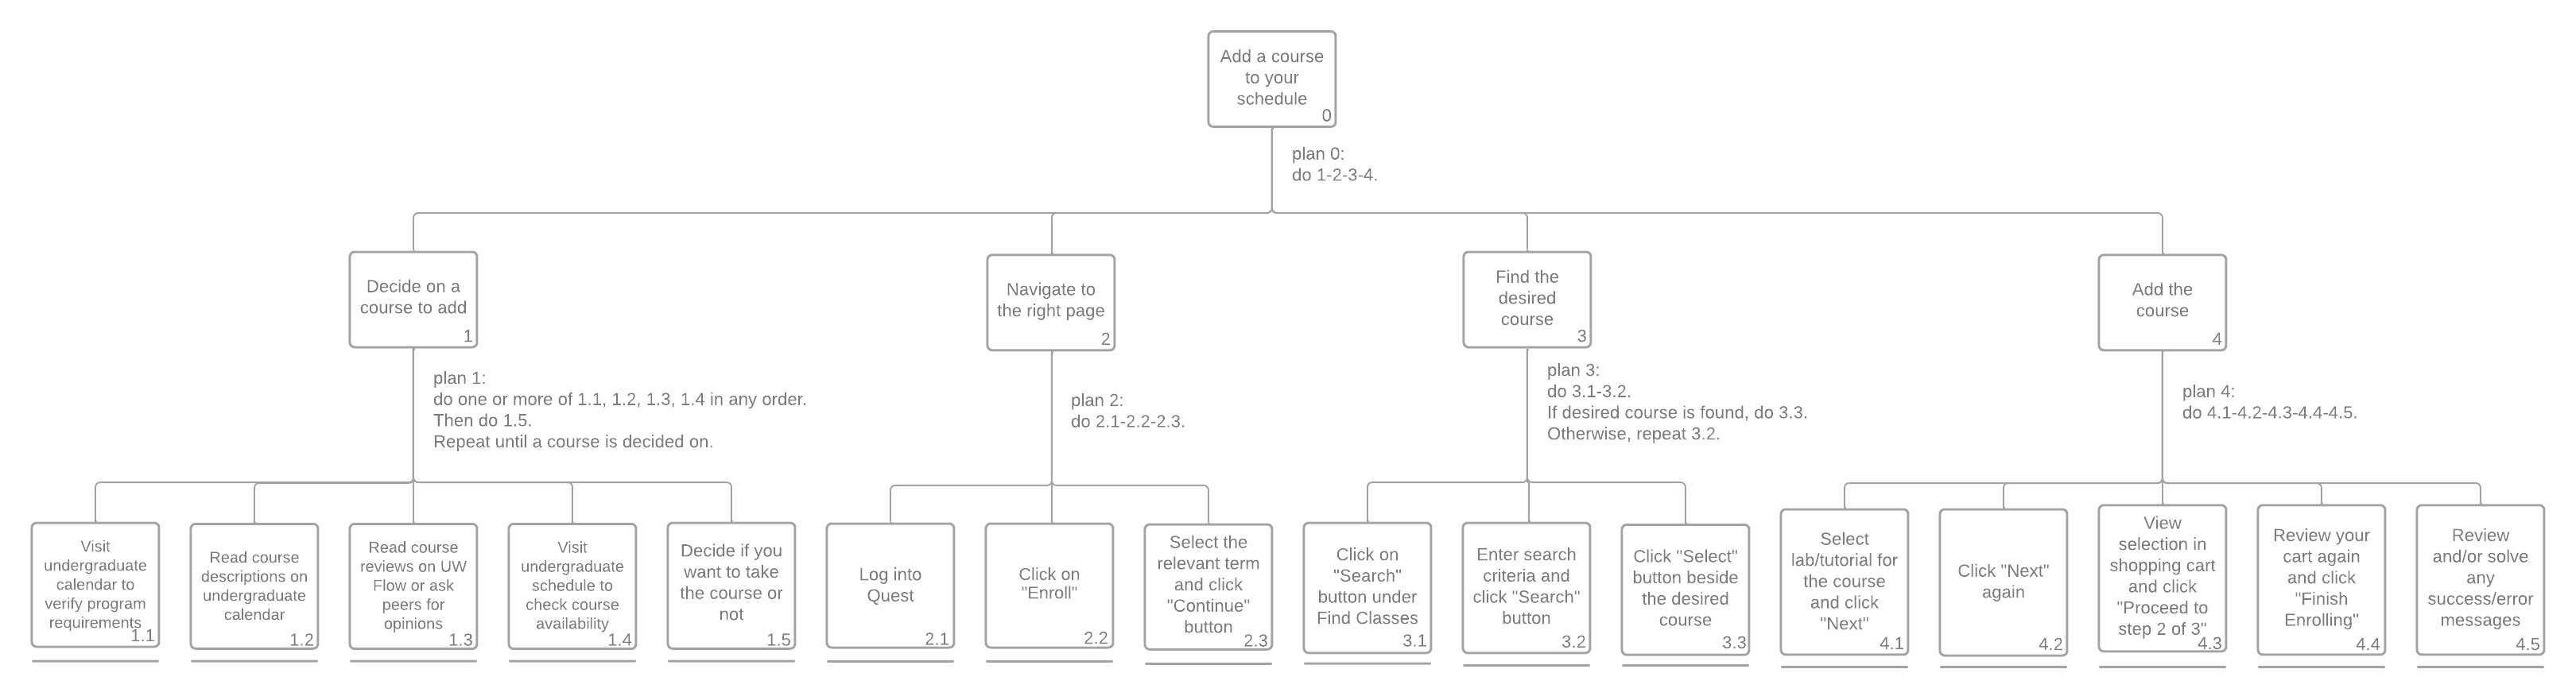 Add a course
to your
schedule
0
plan 0:
do 1-2-3-4.
Decide on a
course to add
1
Navigate to
the right page
2
Find the
desired
course
3
Add the
course
4
plan 1:
do one or more of 1.1, 1.2, 1.3, 1.4 in any order.
Then do 1.5.
Repeat until a course is decided on.
plan 2:
do 2.1-2.2-2.3.
plan 3:
do 3.1-3.2.
If desired course is found, do 3.3.
Otherwise, repeat 3.2.
plan 4:
do 4.1-4.2-4.3-4.4-4.5.
Visit
undergraduate
calendar to
verify program
requirements
1.1
Read course
descriptions on
undergraduate
calendar
1.2
Read course
reviews on UW
Flow or ask
peers for
opinions
1.3
Visit
undergraduate
schedule to
check course
availability
1.4
Decide if you
want to take
the course or
not
1.5
Log into
Quest
2.1
Click on
"Enroll"
2.2
Select the
relevant term
and click
"Continue"
button
2.3
Click on
"Search"
button under
Find Classes
3.1
Enter search
criteria and
click "Search"
button
3.2
Click "Select"
button beside
the desired
course
3.3
Select
lab/tutorial for
the course
and click
"Next"
4.1
Click "Next"
again
4.2
View
selection in
shopping cart
and click
"Proceed to
step 2 of 3"
4.3
Review your
cart again
and click
"Finish
Enrolling"
4.4
Review
and/or solve
any
success/error
messages
4.5